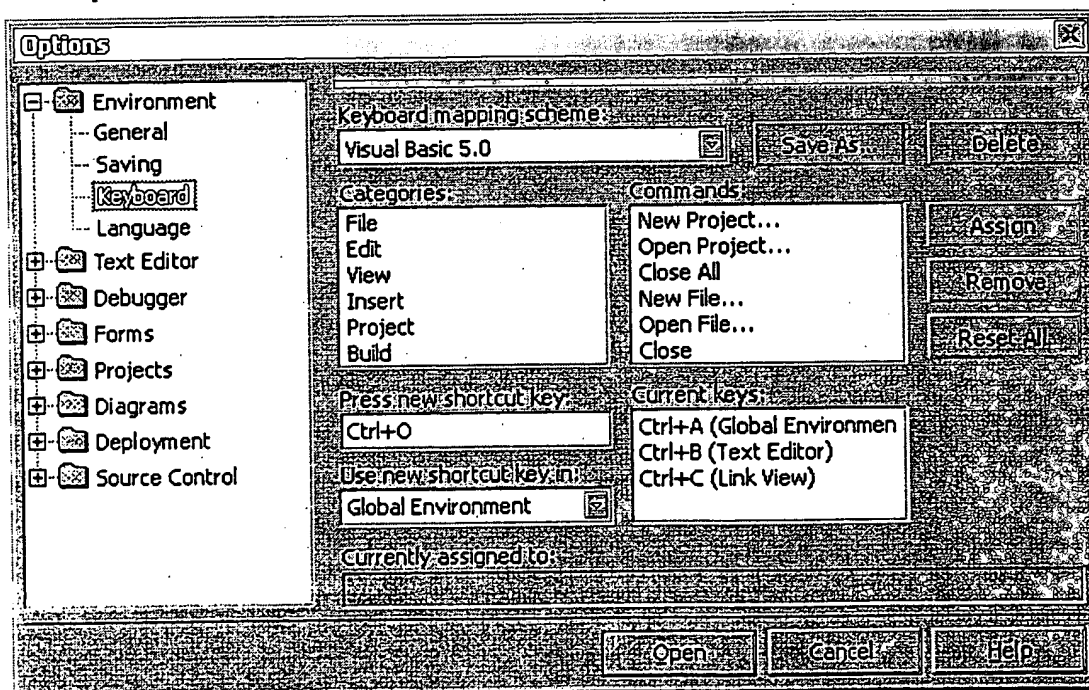 Options
Environment
General
Saving
Keyboard
Language
Text Editor
Debugger
Forms
Projects
Diagrams
Deployment
Source Control
Keyboard mapping scheme:
Visual Basic 5.0
Save As...
Delete
Categories:
File
Edit
View
Insert
Project
Build
Commands:
New Project...
Open Project...
Close All
New File...
Open File...
Close
Assign
Remove
Reset All
Press new shortcut key:
Ctrl+O
Use new shortcut key in:
Global Environment
Current keys:
Ctrl+A (Global Environmen
Ctrl+B (Text Editor)
Ctrl+C (Link View)
Currently assigned to:
Open
Cancel
Help